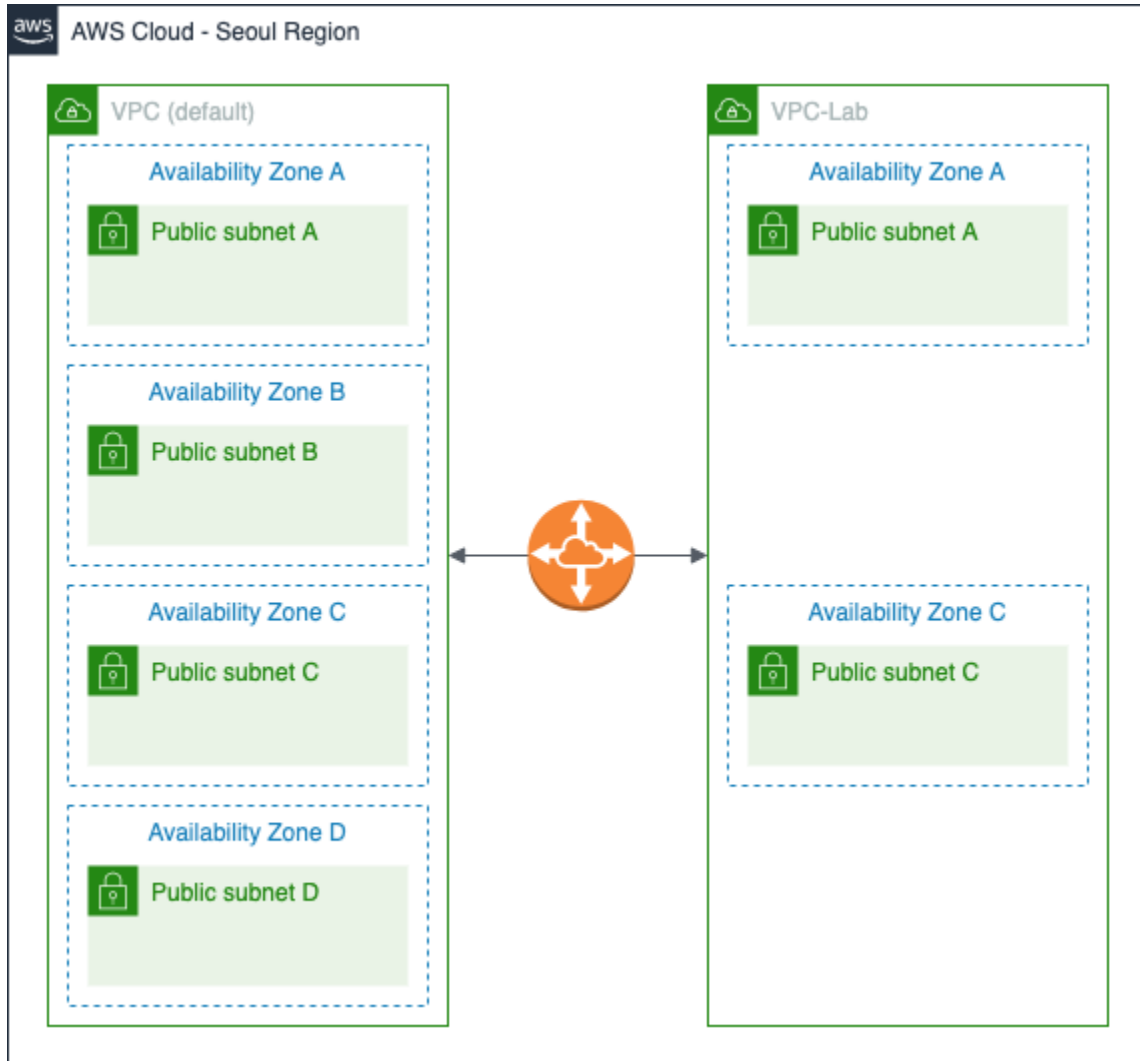 aws
AWS Cloud - Seoul Region
VPC (default)
Availability Zone A
Public subnet A
Availability Zone B
Public subnet B
Availability Zone C
Public subnet C
Availability Zone D
Public subnet D
VPC-Lab
Availability Zone A
Public subnet A
Availability Zone C
Public subnet C